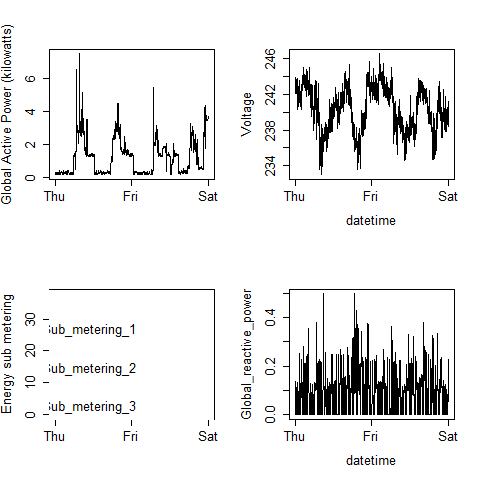 Global Active Power (kilowatts)
0 2 4 6
Thu Fri Sat
Voltage
234 238 242 246
Thu Fri Sat
datetime
Energy sub metering
0 10 20 30
Sub_metering_1
Sub_metering_2
Sub_metering_3
Thu Fri Sat
Global_reactive_power
0.0 0.2 0.4
Thu Fri Sat
datetime